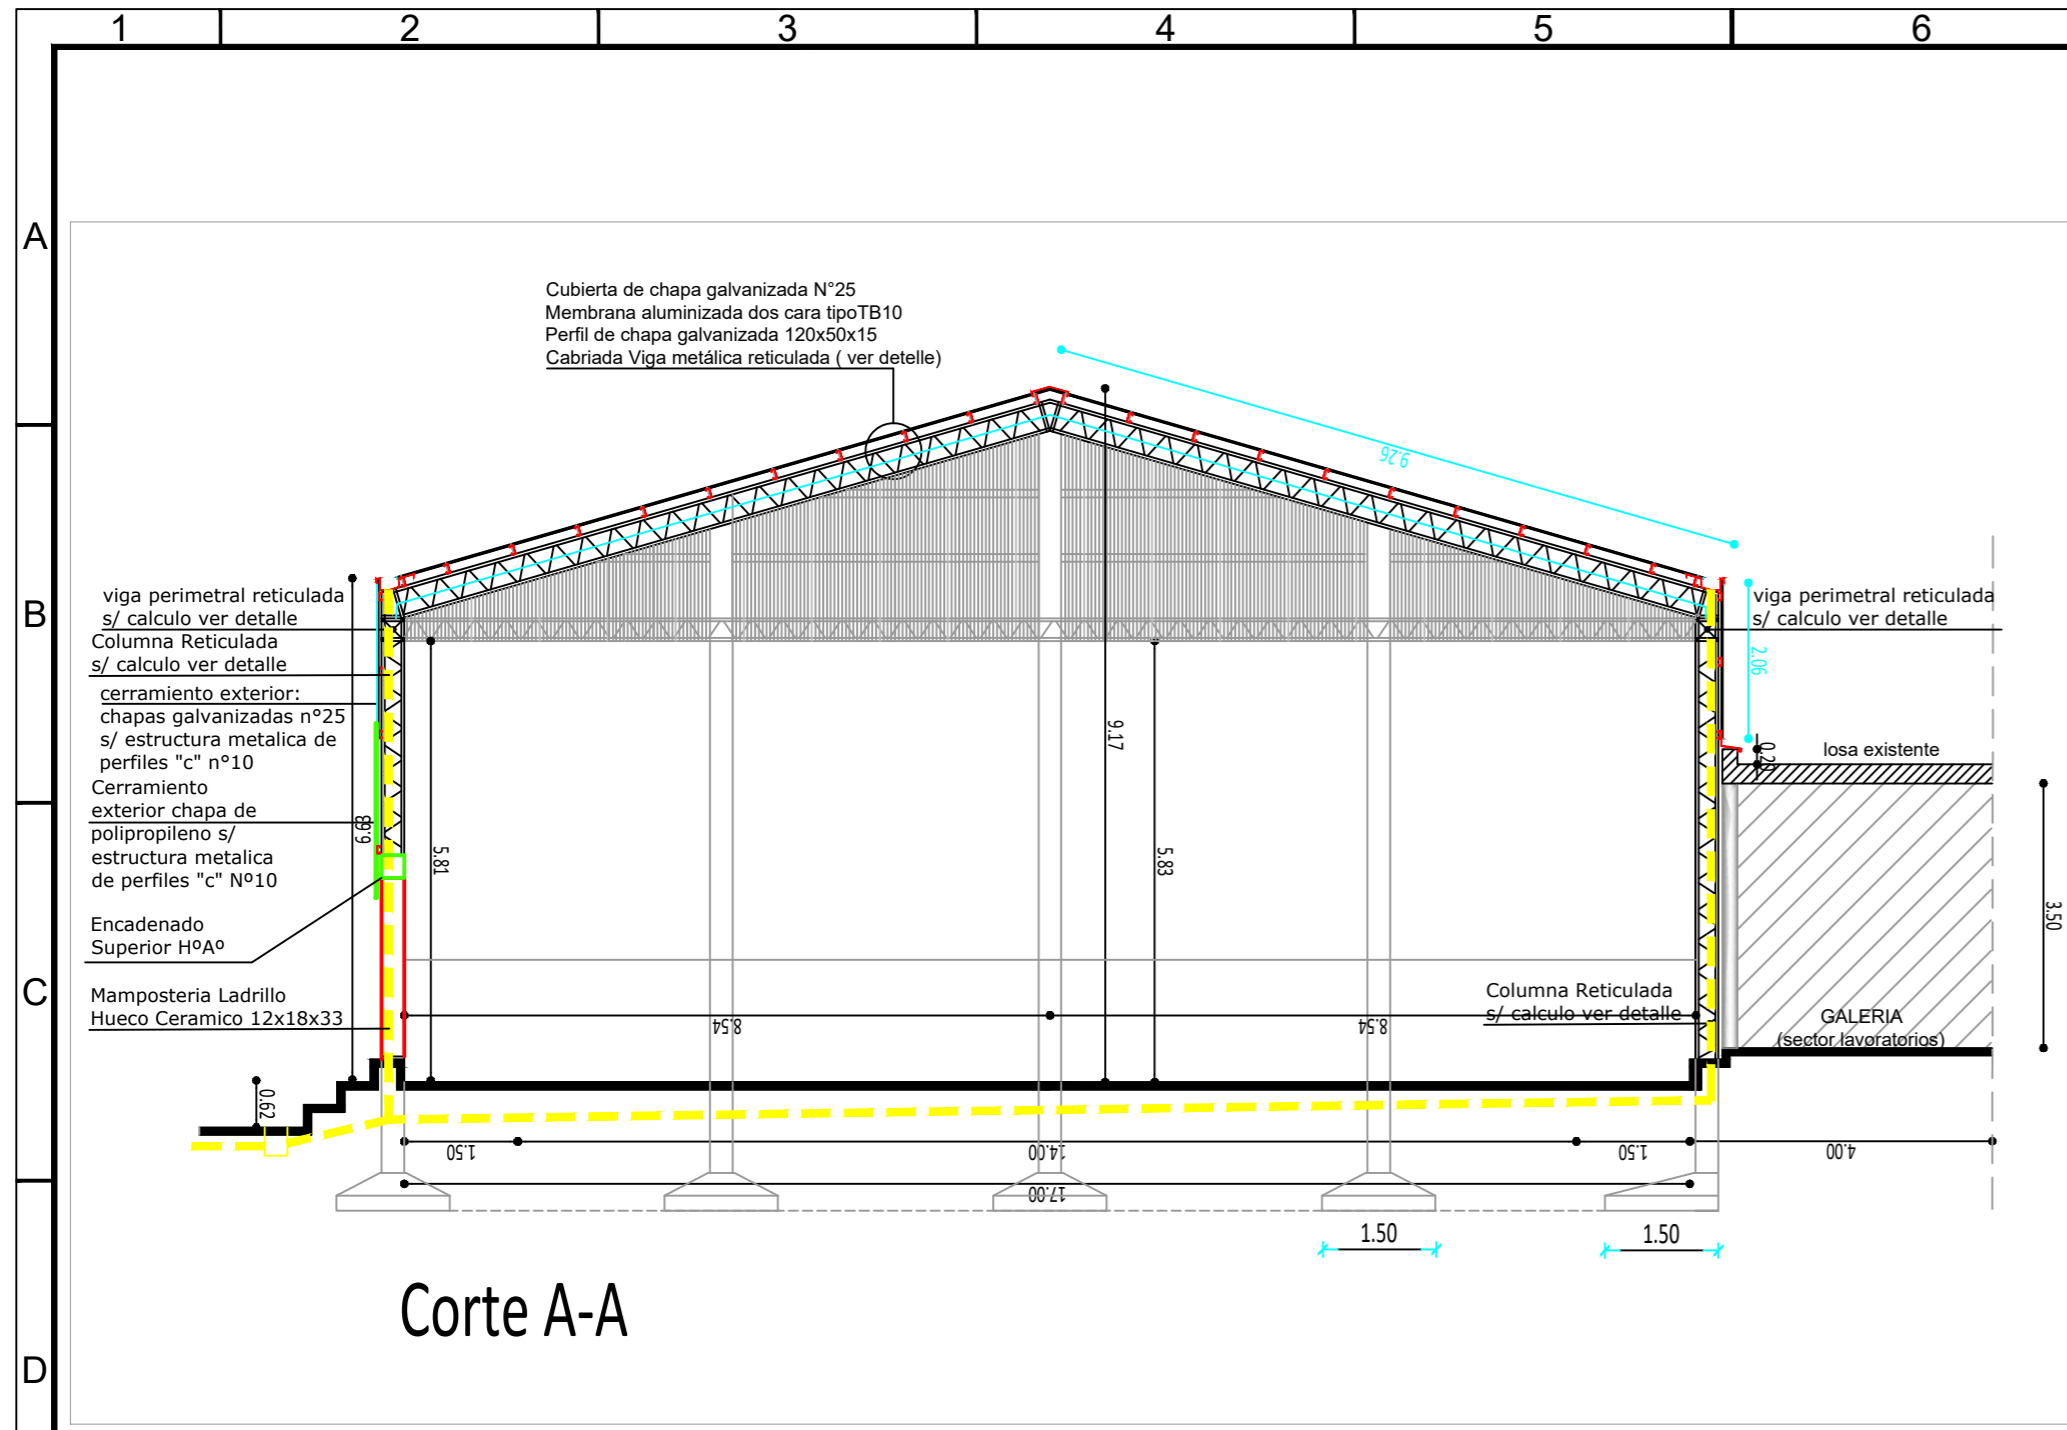 1 2 3 4 5 6
A
B
C
D
Cubierta de chapa galvanizada N°25
Membrana aluminizada dos cara tipoTB10
Perfil de chapa galvanizada 120x50x15
Cabriada Viga metálica reticulada ( ver detelle)
9.26
viga perimetral reticulada
s/ calculo ver detalle
Columna Reticulada
s/ calculo ver detalle
cerramiento exterior:
chapas galvanizadas n°25
s/ estructura metalica de
perfiles "c" n°10
Cerramiento
exterior chapa de
polipropileno s/
estructura metalica
de perfiles "c" Nº10
Encadenado
Superior HºAº
Mamposteria Ladrillo
Hueco Ceramico 12x18x33
6.68
5.81
9.17
5.83
viga perimetral reticulada
s/ calculo ver detalle
2.06
0.20
losa existente
3.50
Columna Reticulada
s/ calculo ver detalle
GALERIA
(sector lavoratorios)
8.54
8.54
0.62
1.50
14.00
1.50
4.00
17.00
1.50
1.50
Corte A-A